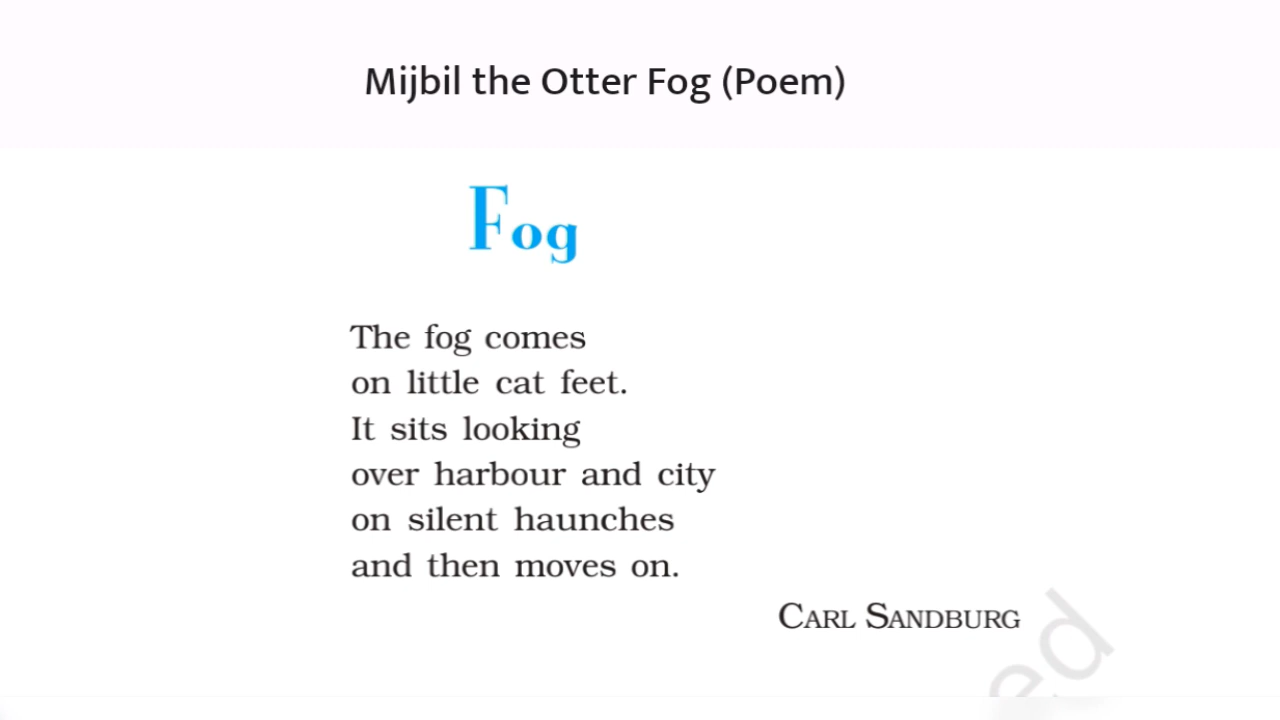 Mijbil the Otter Fog (Poem)
Fog
The fog comes
on little cat feet.
It sits looking
over harbour and city
on silent haunches
and then moves on.
CARL SANDBURG
ed